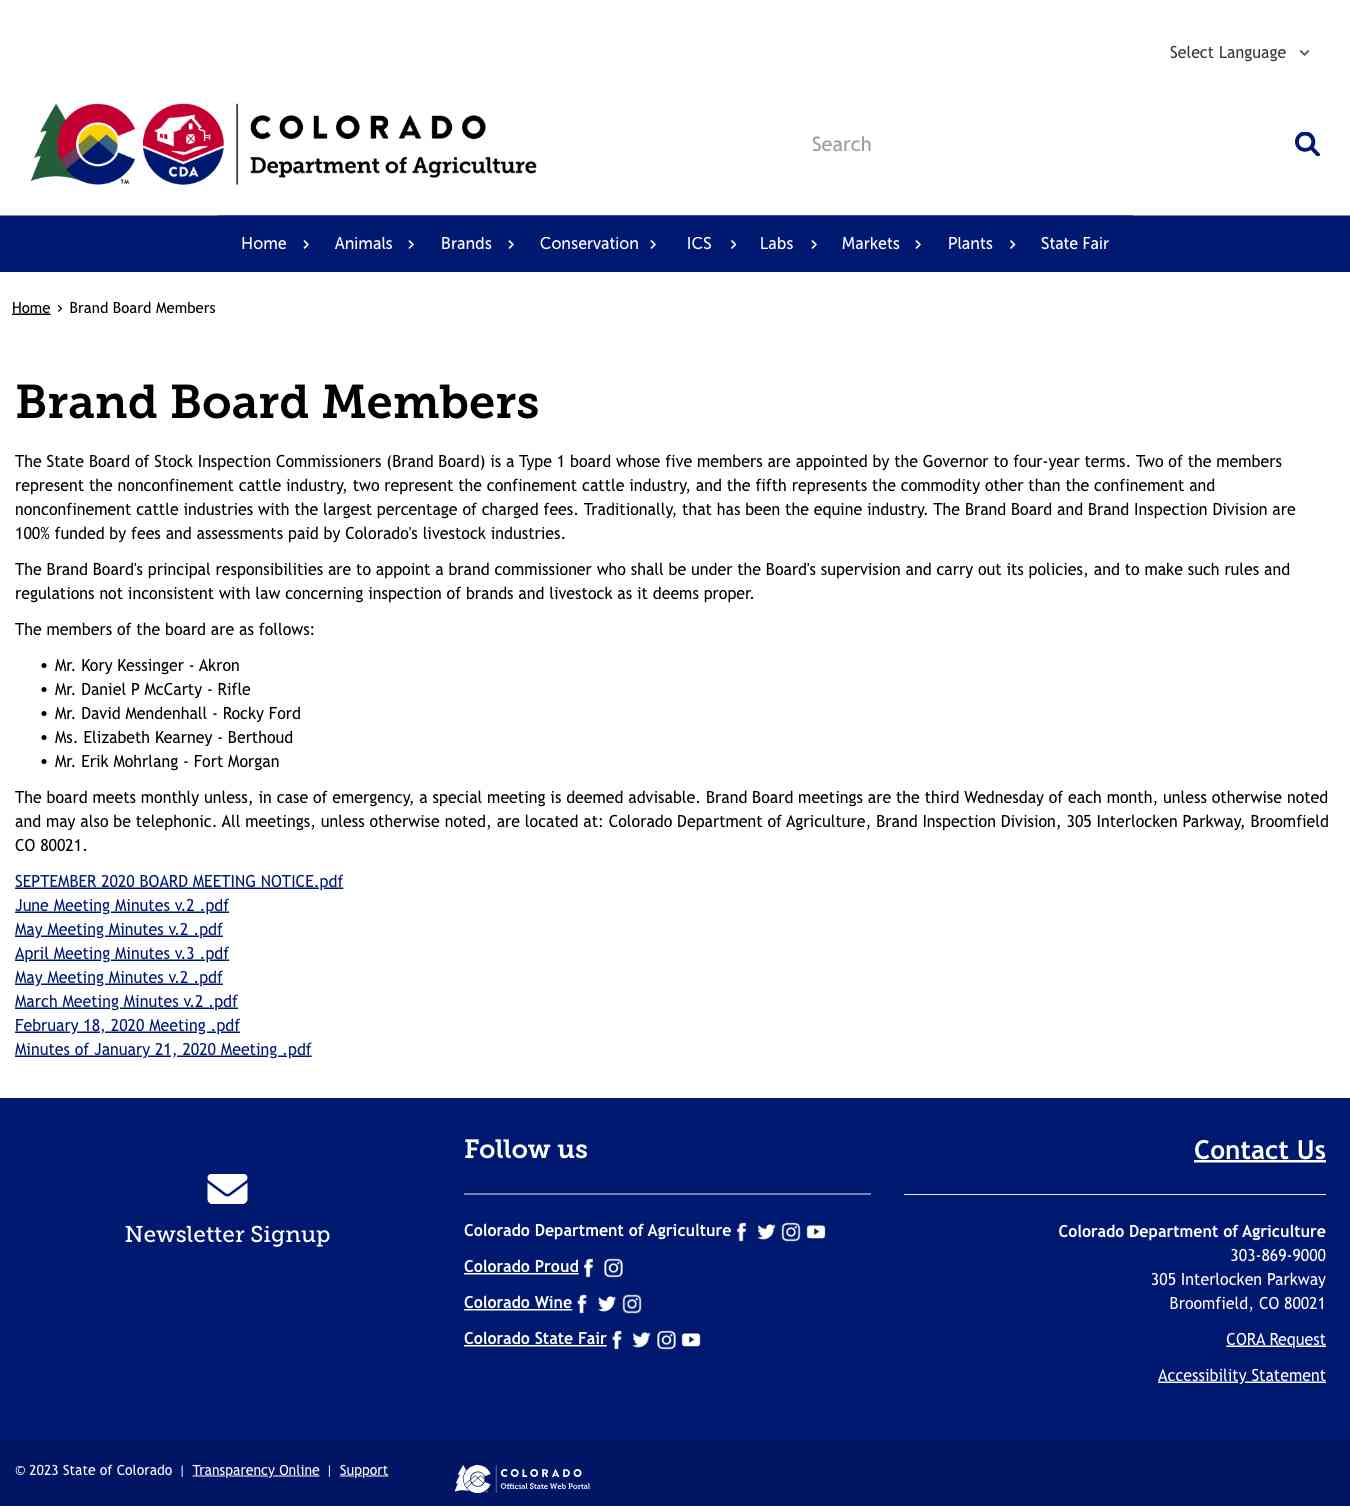 Select Language
CDA
TM
COLORADO
Department of Agriculture
Search
Home Animals Brands Conservation ICS Labs Markets Plants State Fair
Home › Brand Board Members
Brand Board Members
The State Board of Stock Inspection Commissioners (Brand Board) is a Type 1 board whose five members are appointed by the Governor to four-year terms. Two of the members
represent the nonconfinement cattle industry, two represent the confinement cattle industry, and the fifth represents the commodity other than the confinement and
nonconfinement cattle industries with the largest percentage of charged fees. Traditionally, that has been the equine industry. The Brand Board and Brand Inspection Division are
100% funded by fees and assessments paid by Colorado's livestock industries.
The Brand Board's principal responsibilities are to appoint a brand commissioner who shall be under the Board's supervision and carry out its policies, and to make such rules and
regulations not inconsistent with law concerning inspection of brands and livestock as it deems proper.
The members of the board are as follows:
• Mr. Kory Kessinger - Akron
• Mr. Daniel P McCarty - Rifle
• Mr. David Mendenhall - Rocky Ford
• Ms. Elizabeth Kearney - Berthoud
• Mr. Erik Mohrlang - Fort Morgan
The board meets monthly unless, in case of emergency, a special meeting is deemed advisable. Brand Board meetings are the third Wednesday of each month, unless otherwise noted
and may also be telephonic. All meetings, unless otherwise noted, are located at: Colorado Department of Agriculture, Brand Inspection Division, 305 Interlocken Parkway, Broomfield
CO 80021.
SEPTEMBER 2020 BOARD MEETING NOTICE.pdf
June Meeting Minutes v.2 .pdf
May Meeting Minutes v.2 .pdf
April Meeting Minutes v.3 .pdf
May Meeting Minutes v.2 .pdf
March Meeting Minutes v.2 .pdf
February 18, 2020 Meeting .pdf
Minutes of January 21, 2020 Meeting .pdf
Newsletter Signup
Follow us
Colorado Department of Agriculture
Colorado Proud
Colorado Wine
Colorado State Fair
Contact Us
Colorado Department of Agriculture
303-869-9000
305 Interlocken Parkway
Broomfield, CO 80021
CORA Request
Accessibility Statement
© 2023 State of Colorado | Transparency Online | Support
COLORADO
Official State Web Portal